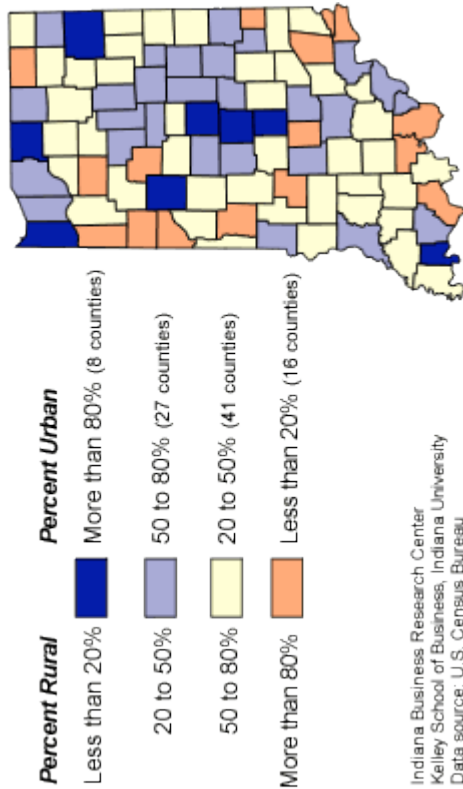 Percent Rural Percent Urban
Less than 20% More than 80% (8 counties)
20 to 50% 50 to 80% (27 counties)
50 to 80% 20 to 50% (41 counties)
More than 80% Less than 20% (16 counties)
Indiana Business Research Center
Kelley School of Business, Indiana University
Data source: U.S. Census Bureau